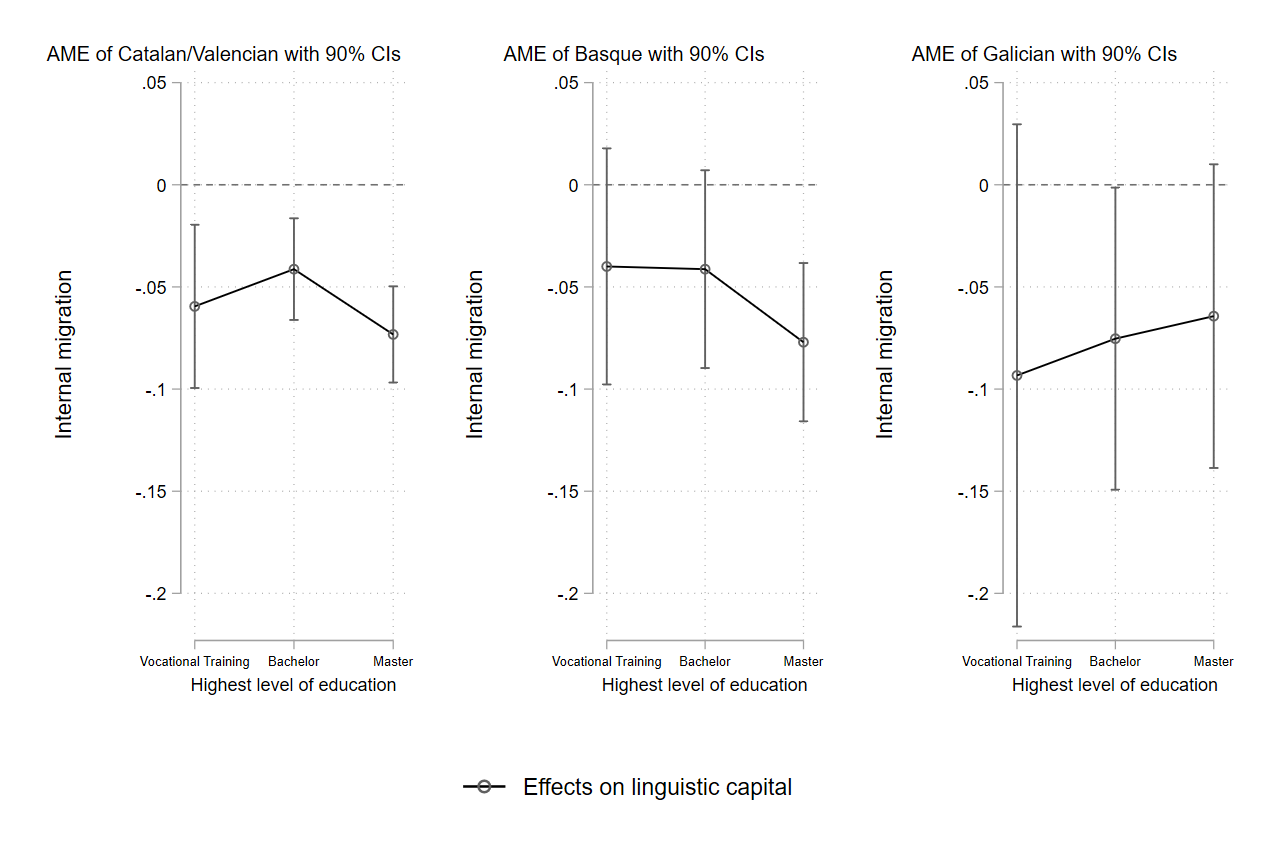 AME of Catalan/Valencian with 90% CIs
.05
0
-.05
-.1
-.15
-.2
Internal migration
Vocational Training Bachelor Master
Highest level of education
AME of Basque with 90% CIs
.05
0
-.05
-.1
-.15
-.2
Internal migration
Vocational Training Bachelor Master
Highest level of education
AME of Galician with 90% CIs
.05
0
-.05
-.1
-.15
-.2
Internal migration
Vocational Training Bachelor Master
Highest level of education
Effects on linguistic capital